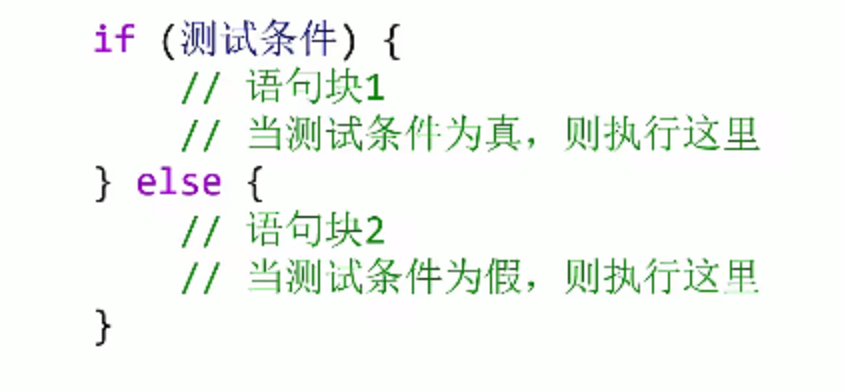 if (测试条件) {
// 语句块1
// 当测试条件为真，则执行这里
} else {
// 语句块2
// 当测试条件为假，则执行这里
}